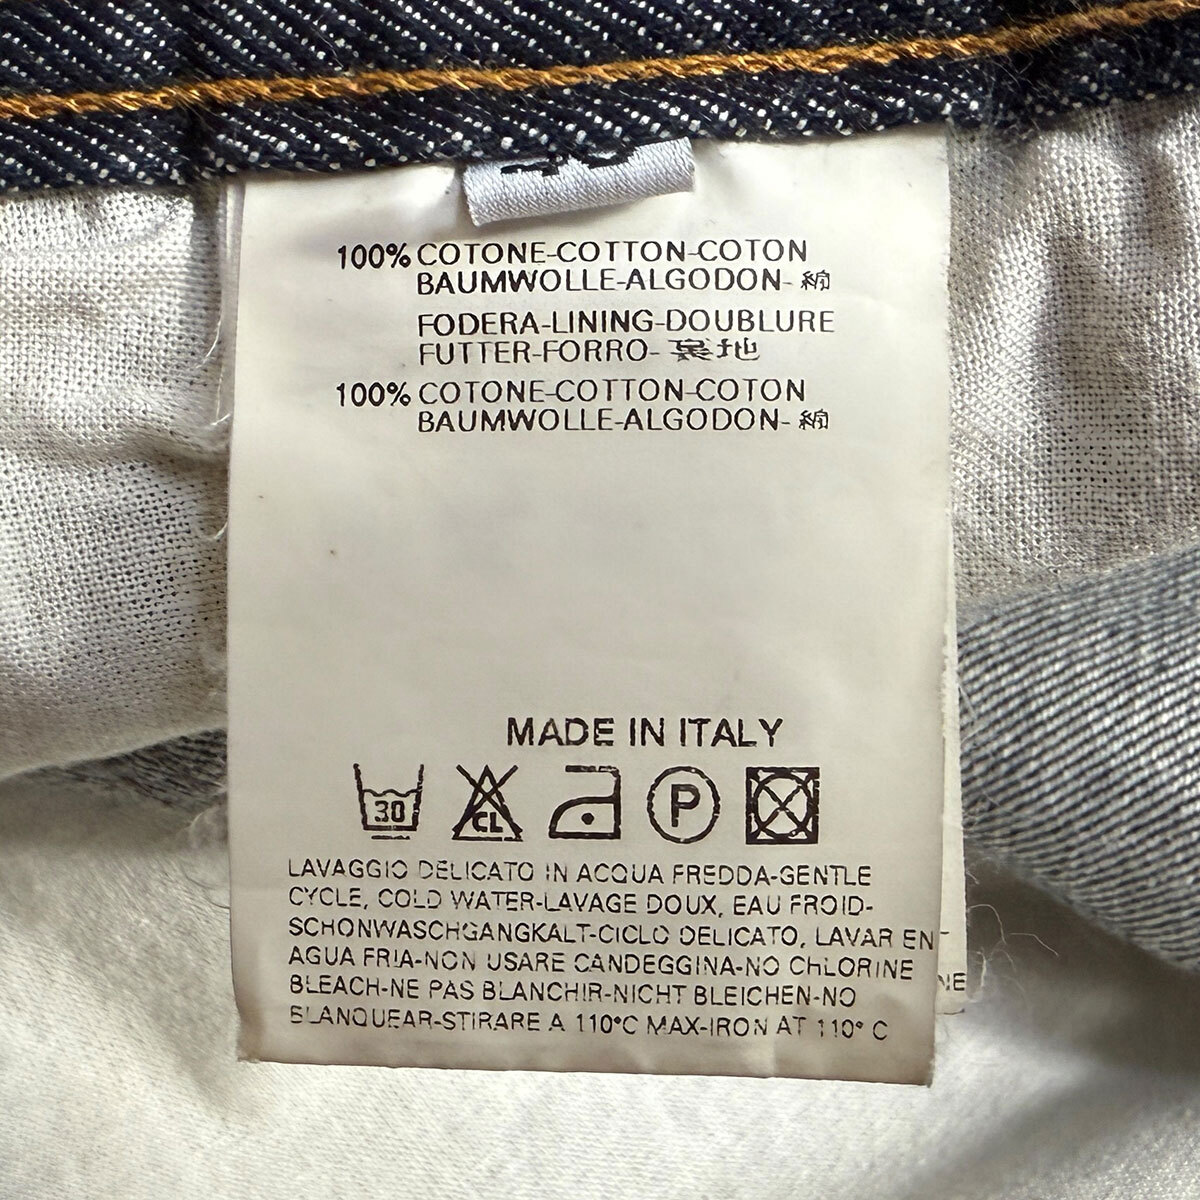 100% COTONE-COTTON-COTON
BAUMWOLLE-ALGODON-綿
FODERA-LINING-DOUBLURE
FUTTER-FORRO-裏地
100% COTONE-COTTON-COTON
BAUMWOLLE-ALGODON-綿
MADE IN ITALY
30 CL P
LAVAGGIO DELICATO IN ACQUA FREDDA-GENTLE
CYCLE, COLD WATER-LAVAGE DOUX, EAU FROID-
SCHONWASCHGANGKALT-CICLO DELICATO, LAVAR EN
AGUA FRIA-NON USARE CANDEGGINA-NO CHLORINE
BLEACH-NE PAS BLANCHIR-NICHT BLEICHEN-NO
BLANQUEAR-STIRARE A 110°C MAX-IRON AT 110° C